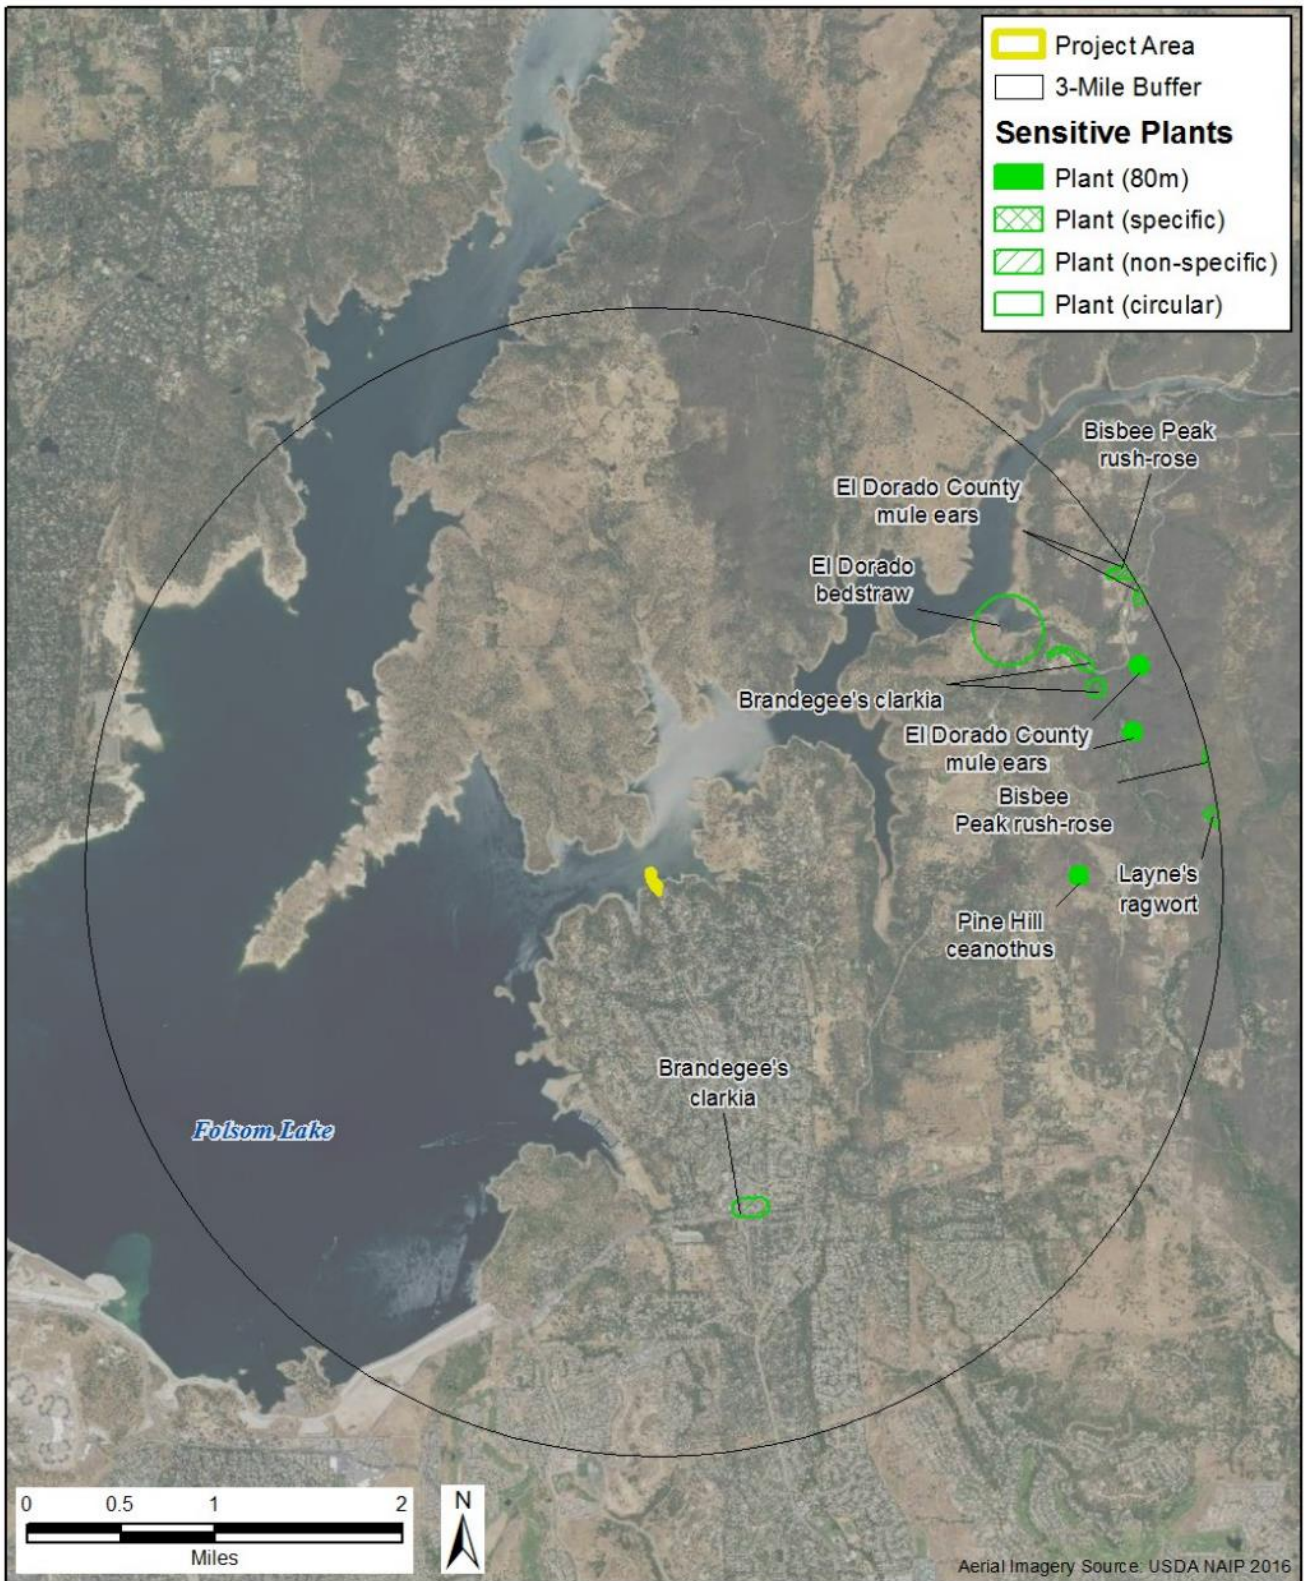 Project Area
3-Mile Buffer
Sensitive Plants
Plant (80m)
Plant (specific)
Plant (non-specific)
Plant (circular)
Bisbee Peak
rush-rose
El Dorado County
mule ears
El Dorado
bedstraw
Brandegee's clarkia
El Dorado County
mule ears
Bisbee
Peak rush-rose
Layne's
ragwort
Pine Hill
ceanothus
Brandegee's
clarkia
Folsom Lake
0 0.5 1 2
Miles
N
Aerial Imagery Source: USDA NAIP 2016